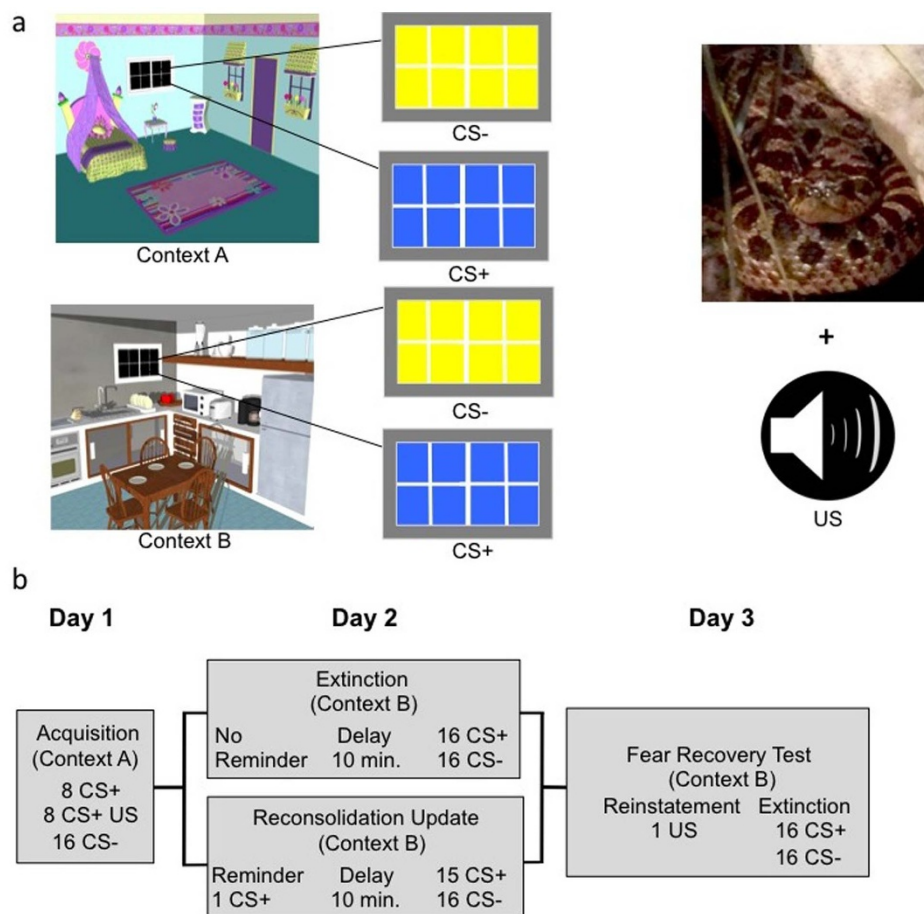 a
CS-
CS+
Context A
CS-
CS+
Context B
+
US
b
Day 1
Day 2
Day 3
Acquisition
(Context A)
8 CS+
8 CS+ US
16 CS-
Extinction
(Context B)
No Delay 16 CS+
Reminder 10 min. 16 CS-
Reconsolidation Update
(Context B)
Reminder Delay 15 CS+
1 CS+ 10 min. 16 CS-
Fear Recovery Test
(Context B)
Reinstatement Extinction
1 US 16 CS+
16 CS-